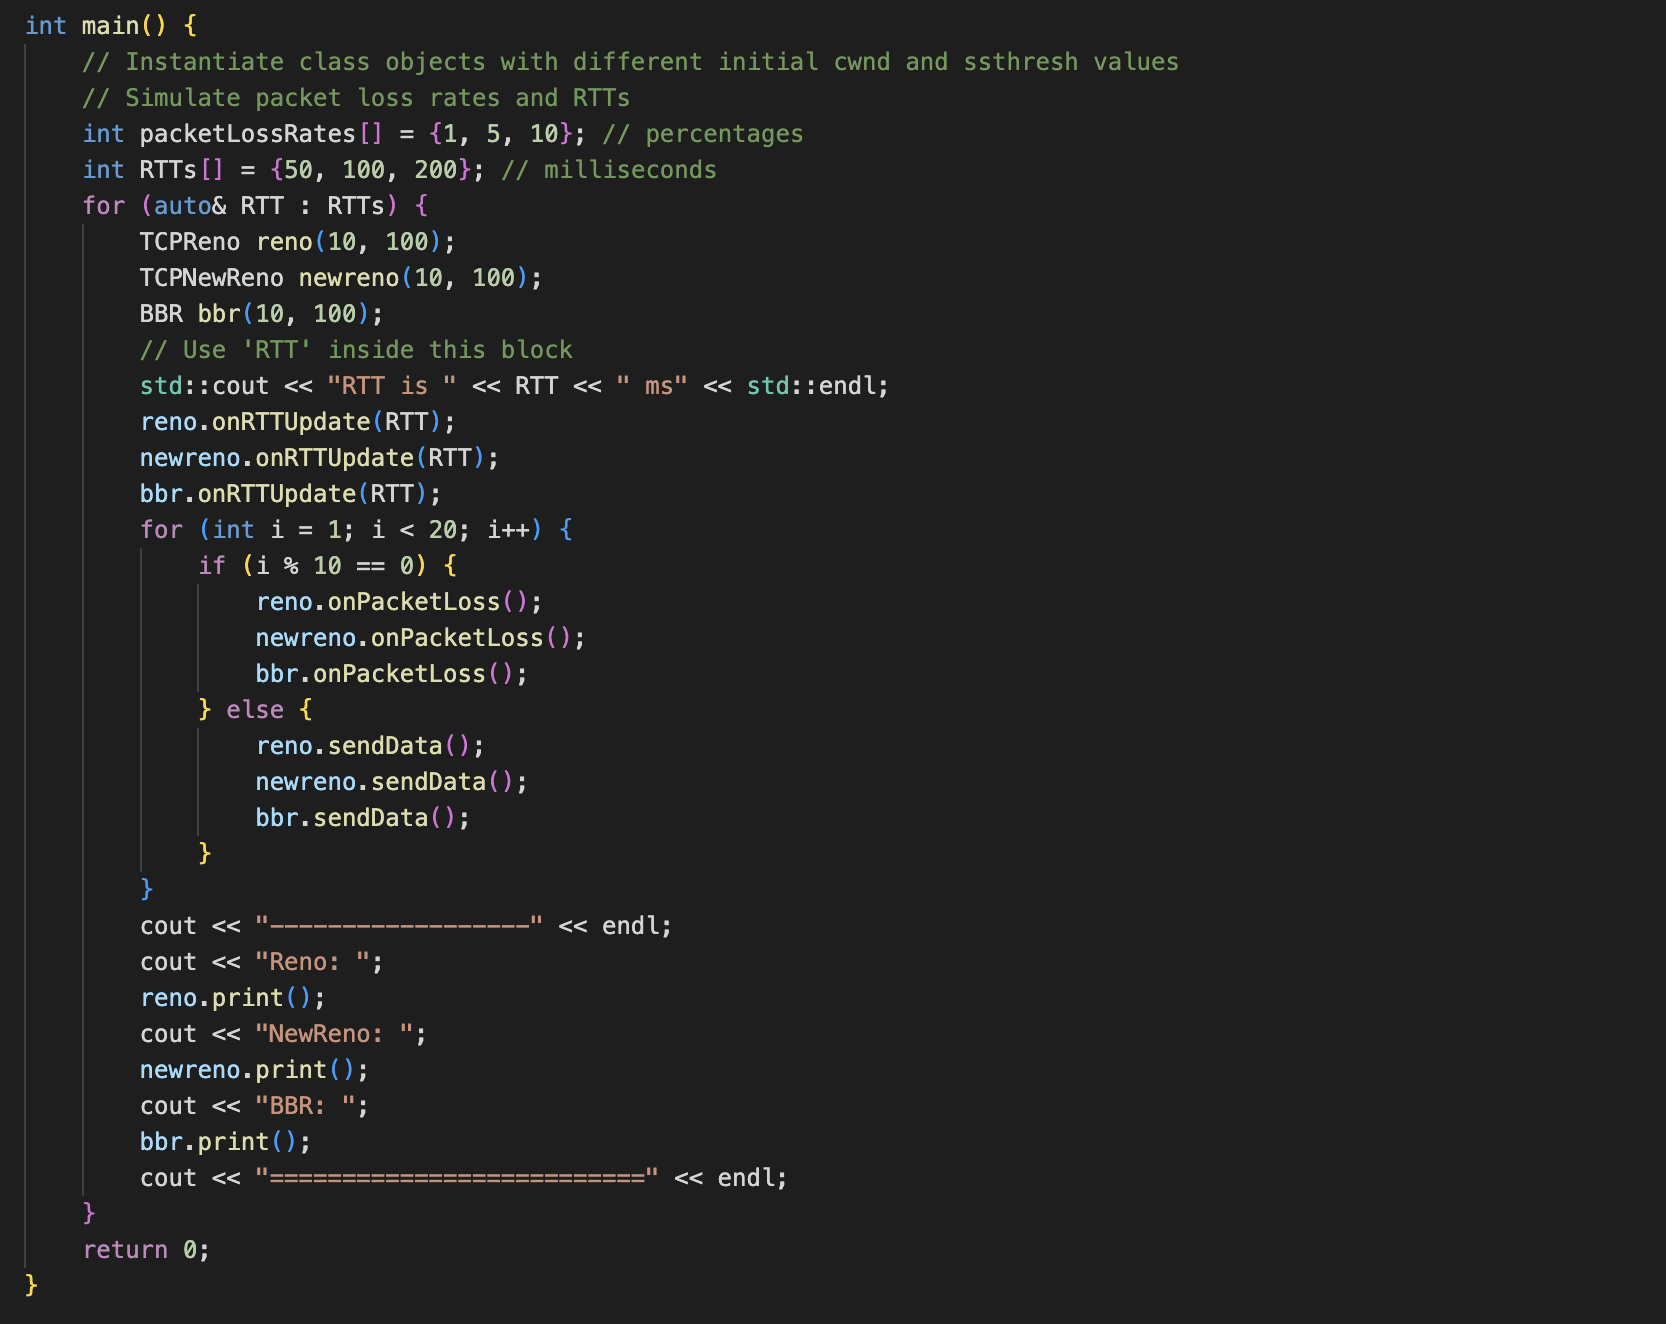 int main() {
    // Instantiate class objects with different initial cwnd and ssthresh values
    // Simulate packet loss rates and RTTs
    int packetLossRates[] = {1, 5, 10}; // percentages
    int RTTs[] = {50, 100, 200}; // milliseconds
    for (auto& RTT : RTTs) {
        TCPReno reno(10, 100);
        TCPNewReno newreno(10, 100);
        BBR bbr(10, 100);
        // Use 'RTT' inside this block
        std::cout << "RTT is " << RTT << " ms" << std::endl;
        reno.onRTTUpdate(RTT);
        newreno.onRTTUpdate(RTT);
        bbr.onRTTUpdate(RTT);
        for (int i = 1; i < 20; i++) {
            if (i % 10 == 0) {
                reno.onPacketLoss();
                newreno.onPacketLoss();
                bbr.onPacketLoss();
            } else {
                reno.sendData();
                newreno.sendData();
                bbr.sendData();
            }
        }
        cout << "------------------" << endl;
        cout << "Reno: ";
        reno.print();
        cout << "NewReno: ";
        newreno.print();
        cout << "BBR: ";
        bbr.print();
        cout << "==========================" << endl;
    }
    return 0;
}